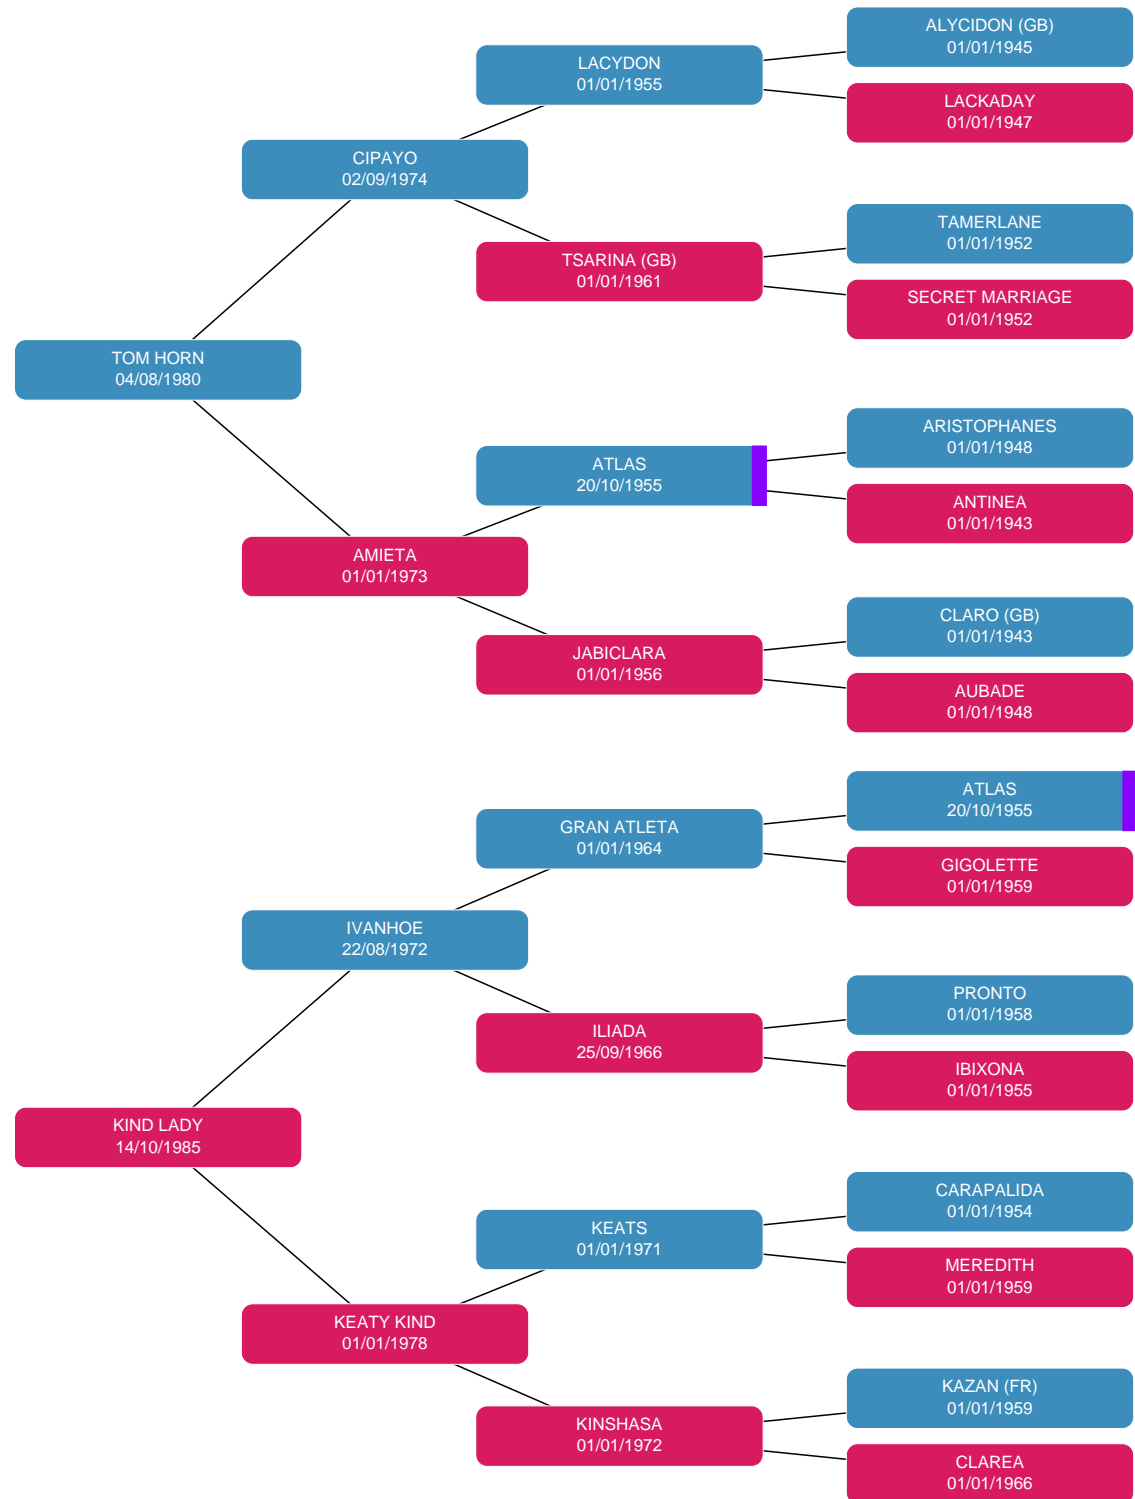 ALYCIDON (GB)
01/01/1945
LACYDON
01/01/1955
LACKADAY
01/01/1947
CIPAYO
02/09/1974
TAMERLANE
01/01/1952
TSARINA (GB)
01/01/1961
SECRET MARRIAGE
01/01/1952
TOM HORN
04/08/1980
ARISTOPHANES
01/01/1948
ATLAS
20/10/1955
ANTINEA
01/01/1943
AMIETA
01/01/1973
CLARO (GB)
01/01/1943
JABICLARA
01/01/1956
AUBADE
01/01/1948
ATLAS
20/10/1955
GRAN ATLETA
01/01/1964
GIGOLETTE
01/01/1959
IVANHOE
22/08/1972
PRONTO
01/01/1958
ILIADA
25/09/1966
IBIXONA
01/01/1955
KIND LADY
14/10/1985
CARAPALIDA
01/01/1954
KEATS
01/01/1971
MEREDITH
01/01/1959
KEATY KIND
01/01/1978
KAZAN (FR)
01/01/1959
KINSHASA
01/01/1972
CLAREA
01/01/1966